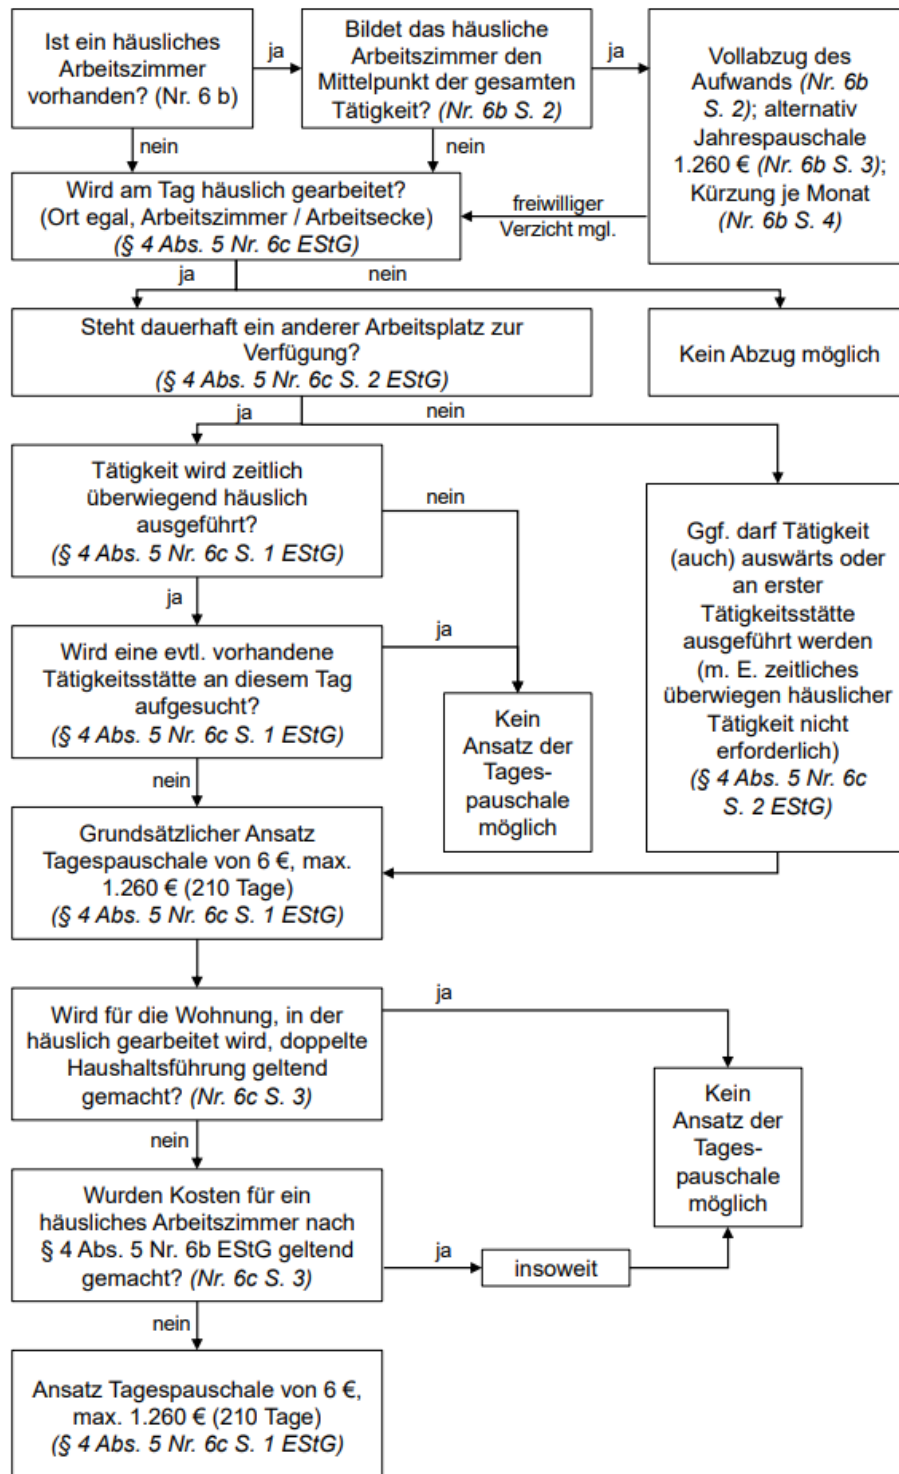 Ist ein häusliches
Arbeitszimmer
vorhanden? (Nr. 6 b)
ja
Bildet das häusliche
Arbeitszimmer den
Mittelpunkt der gesamten
Tätigkeit? (Nr. 6b S. 2)
ja
Vollabzug des
Aufwands (Nr. 6b
S. 2); alternativ
Jahrespauschale
1.260 € (Nr. 6b S. 3);
Kürzung je Monat
(Nr. 6b S. 4)
nein
nein
Wird am Tag häuslich gearbeitet?
(Ort egal, Arbeitszimmer / Arbeitsecke)
(§ 4 Abs. 5 Nr. 6c EStG)
freiwilliger
Verzicht mgl.
ja
nein
Steht dauerhaft ein anderer Arbeitsplatz zur
Verfügung?
(§ 4 Abs. 5 Nr. 6c S. 2 EStG)
Kein Abzug möglich
ja
nein
Tätigkeit wird zeitlich
überwiegend häuslich
ausgeführt?
(§ 4 Abs. 5 Nr. 6c S. 1 EStG)
nein
Ggf. darf Tätigkeit
(auch) auswärts oder
an erster
Tätigkeitsstätte
ausgeführt werden
(m. E. zeitliches
überwiegen häuslicher
Tätigkeit nicht
erforderlich)
(§ 4 Abs. 5 Nr. 6c
S. 2 EStG)
ja
Wird eine evtl. vorhandene
Tätigkeitsstätte an diesem Tag
aufgesucht?
(§ 4 Abs. 5 Nr. 6c S. 1 EStG)
ja
Kein
Ansatz der
Tages-
pauschale
möglich
nein
Grundsätzlicher Ansatz
Tagespauschale von 6 €, max.
1.260 € (210 Tage)
(§ 4 Abs. 5 Nr. 6c S. 1 EStG)
Wird für die Wohnung, in der
häuslich gearbeitet wird, doppelte
Haushaltsführung geltend
gemacht? (Nr. 6c S. 3)
ja
Kein
Ansatz der
Tages-
pauschale
möglich
nein
Wurden Kosten für ein
häusliches Arbeitszimmer nach
§ 4 Abs. 5 Nr. 6b EStG geltend
gemacht? (Nr. 6c S. 3)
ja
insoweit
nein
Ansatz Tagespauschale von 6 €,
max. 1.260 € (210 Tage)
(§ 4 Abs. 5 Nr. 6c S. 1 EStG)